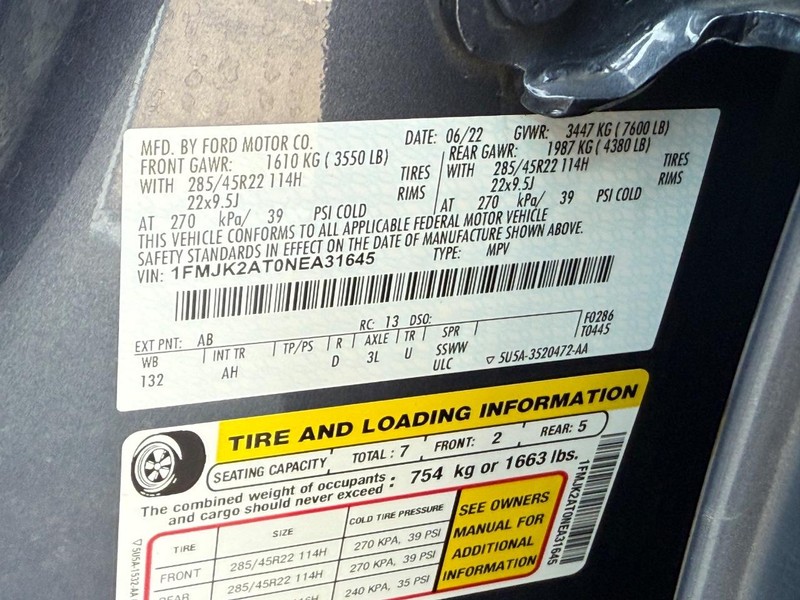 MFD. BY FORD MOTOR CO.
DATE: 06/22 GVWR: 3447 KG ( 7600 LB)
FRONT GAWR: 1610 KG ( 3550 LB)
REAR GAWR: 1987 KG ( 4380 LB)
WITH 285/45R22 114H TIRES
WITH 285/45R22 114H TIRES
22x9.5J RIMS
22x9.5J RIMS
AT 270 kPa/ 39 PSI COLD
AT 270 kPa/ 39 PSI COLD
THIS VEHICLE CONFORMS TO ALL APPLICABLE FEDERAL MOTOR VEHICLE
SAFETY STANDARDS IN EFFECT ON THE DATE OF MANUFACTURE SHOWN ABOVE.
VIN: 1FMJK2AT0NEA31645 TYPE: MPV
EXT PNT: AB RC: 13 DSO: F0286
T0445
WB INT TR TP/PS R AXLE TR SPR
132 AH D 3L U SSWW
ULC ▽ 5U5A-3520472-AA
TIRE AND LOADING INFORMATION
SEATING CAPACITY TOTAL : 7 FRONT: 2 REAR: 5
The combined weight of occupants
and cargo should never exceed : 754 kg or 1663 lbs.
TIRE SIZE COLD TIRE PRESSURE
FRONT 285/45R22 114H 270 KPA, 39 PSI
REAR 285/45R22 114H 270 KPA, 39 PSI
240 KPA, 35 PSI
SEE OWNERS
MANUAL FOR
ADDITIONAL
INFORMATION
1FMJK2AT0NEA31645
▽ 5U5A-1532-AA